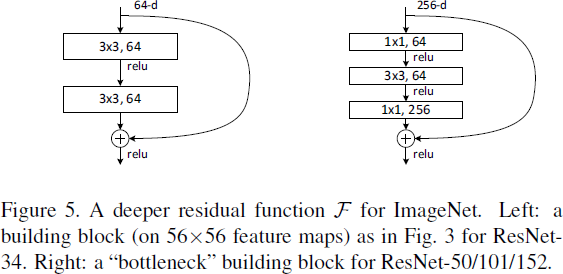 64-d
3x3, 64
relu
3x3, 64
relu
256-d
1x1, 64
relu
3x3, 64
relu
1x1, 256
relu
Figure 5. A deeper residual function F for ImageNet. Left: a
building block (on 56×56 feature maps) as in Fig. 3 for ResNet-
34. Right: a “bottleneck” building block for ResNet-50/101/152.